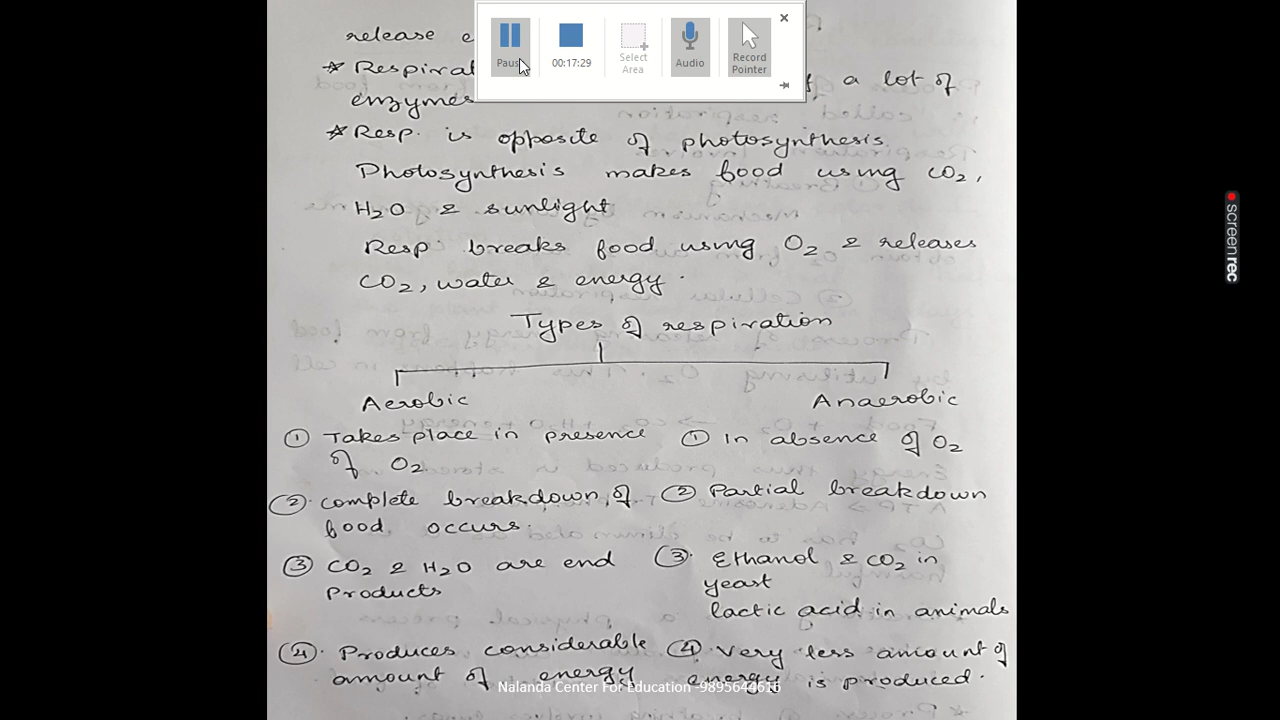 release e
Pause
00:17:29
Select
Area
Audio
Record
Pointer
* Respirat a lot of
enzymes
* Resp. is opposite of photosynthesis
Photosynthesis makes food using CO2,
H2O & sunlight
Resp. breaks food using O2 & releases
CO2, water & energy.
Types of respiration
Aerobic
Anaerobic
① Takes place in presence
of O2
① In absence of O2
②. Complete breakdown of
food occurs.
② Partial breakdown
③ CO2 & H2O are end
Products
③. Ethanol & CO2 in
yeast
lactic acid in animals
④. Produces considerable
amount of energy
④. Very less amount of
energy is produced.
Nalanda Center For Education -9895644616
screenrec